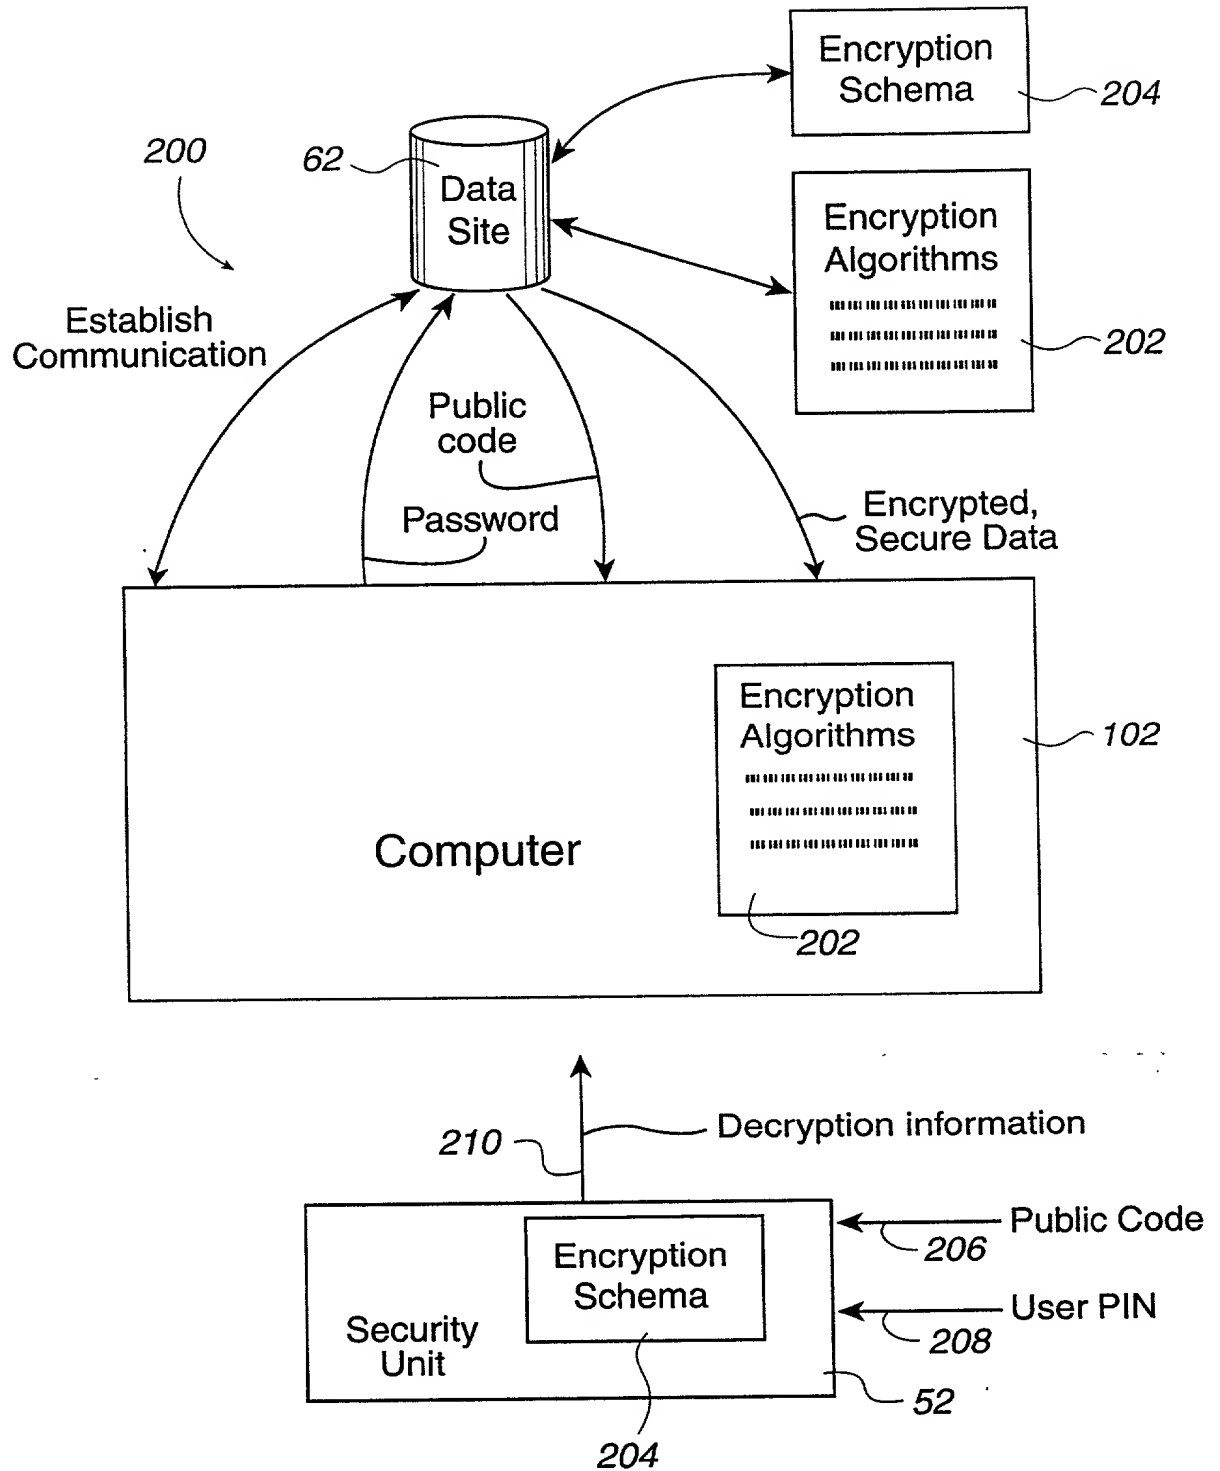 Encryption
Schema
204
200
62
Data
Site
Encryption
Algorithms
202
Establish
Communication
Public
code
Password
Encrypted,
Secure Data
Encryption
Algorithms
102
Computer
202
Decryption information
210
Public Code
206
Encryption
Schema
User PIN
208
Security
Unit
52
204